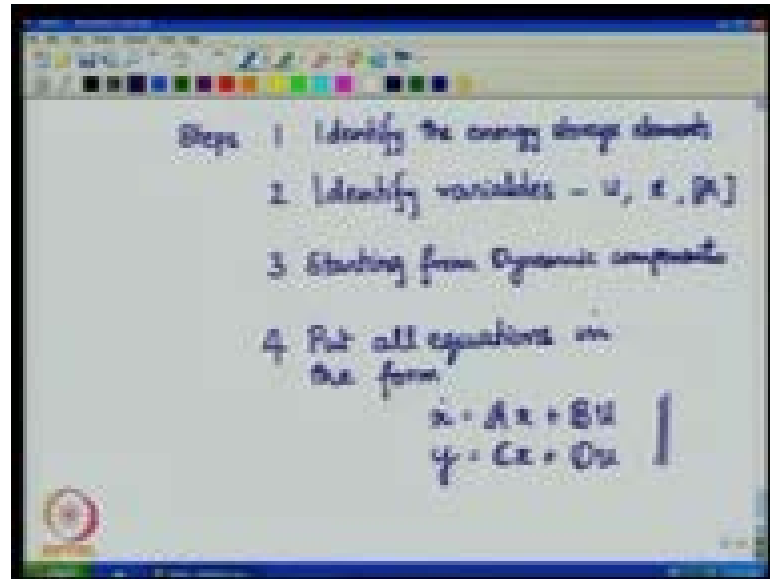 Steps 1 Identify the energy storage elements
2 Identify variables - u, x, [A]
3 Starting from Dynamic components
4 Put all equations in
the form
ẋ = Ax + Bu
y = Cx + Du
NPTEL